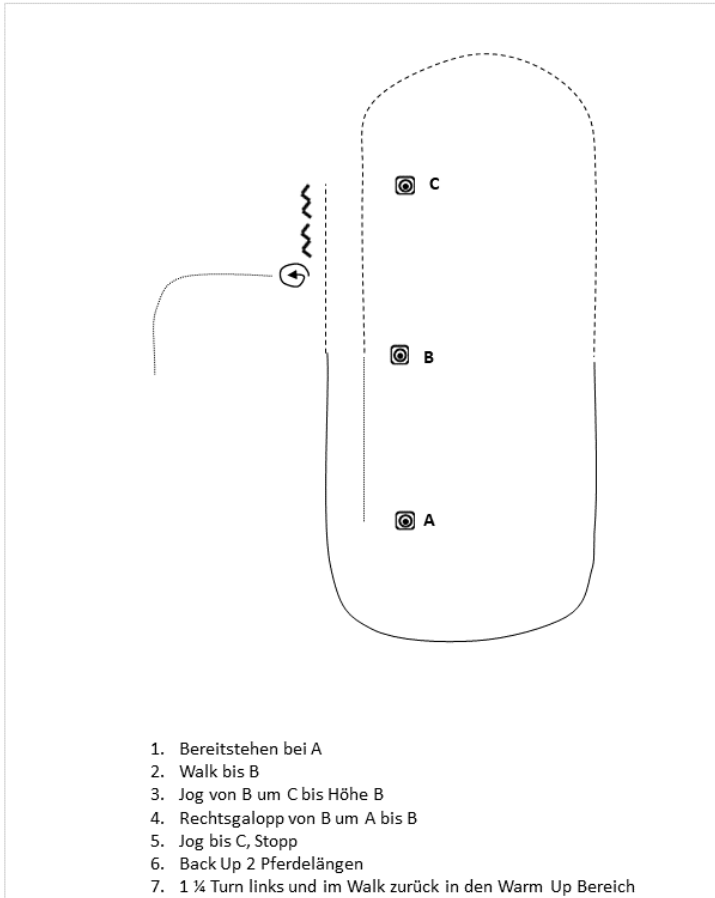 C
B
A
1. Bereitstehen bei A
2. Walk bis B
3. Jog von B um C bis Höhe B
4. Rechtsgalopp von B um A bis B
5. Jog bis C, Stopp
6. Back Up 2 Pferdelängen
7. 1 ¼ Turn links und im Walk zurück in den Warm Up Bereich